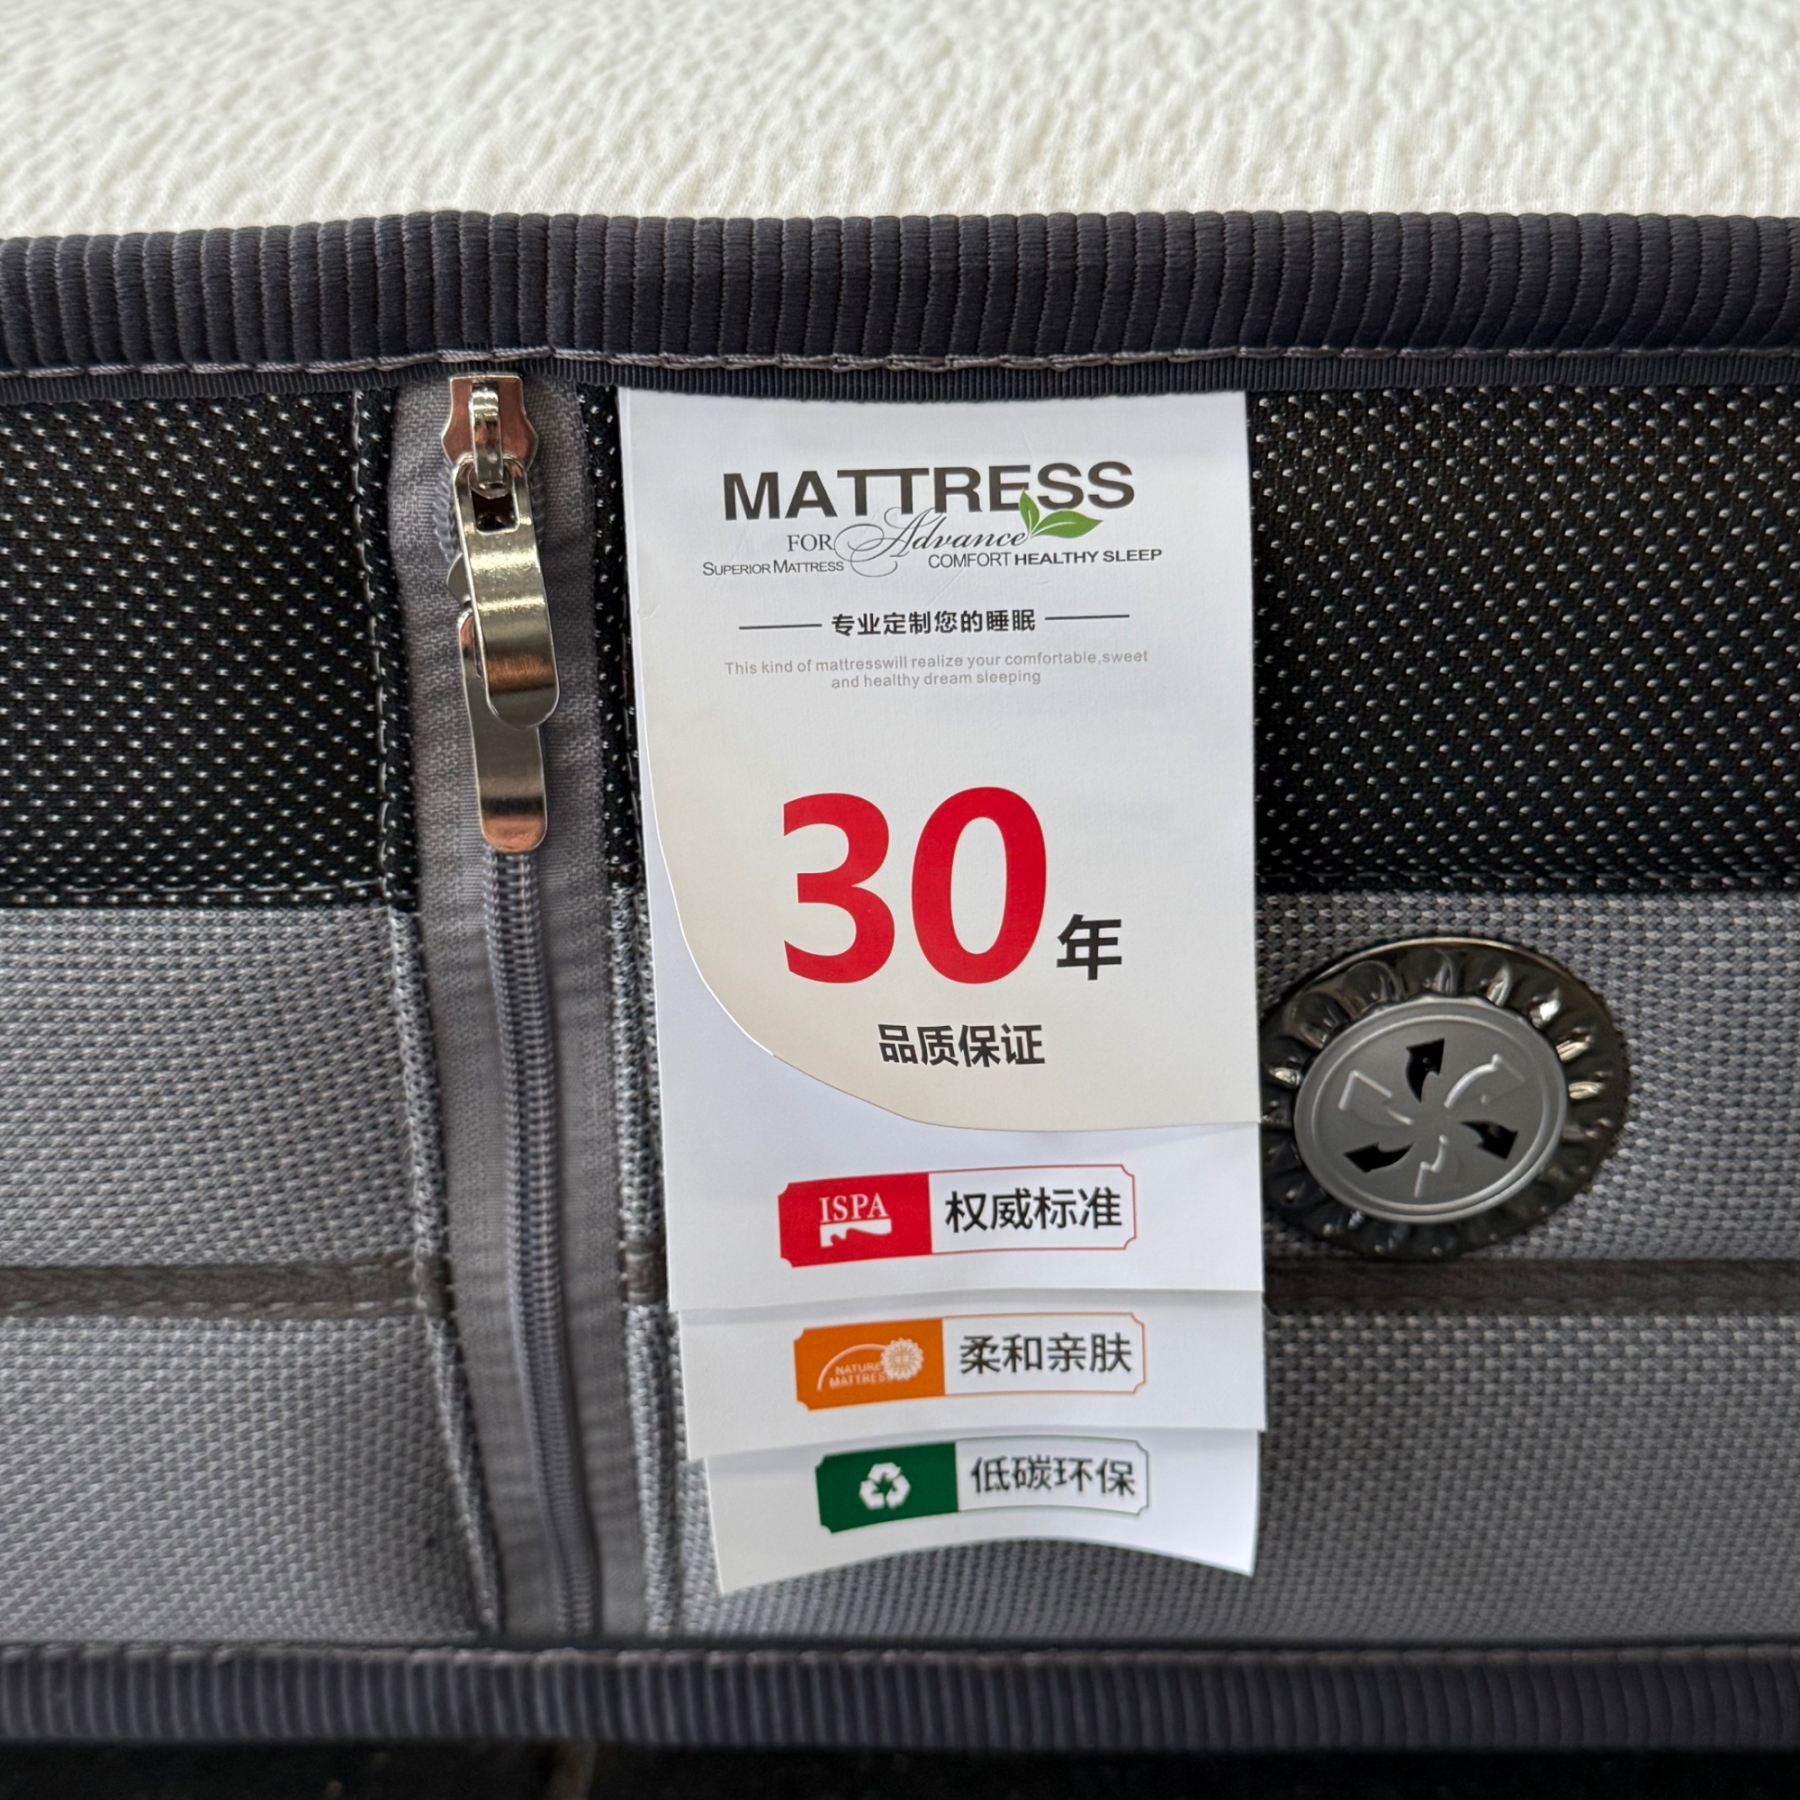 MATTRESS
FOR Advance
SUPERIOR MATTRESS COMFORT HEALTHY SLEEP
专业定制您的睡眠
This kind of mattresswill realize your comfortable,sweet
and healthy dream sleeping
30年
品质保证
ISPA 权威标准
NATURE
MATTRESS
柔和亲肤
低碳环保